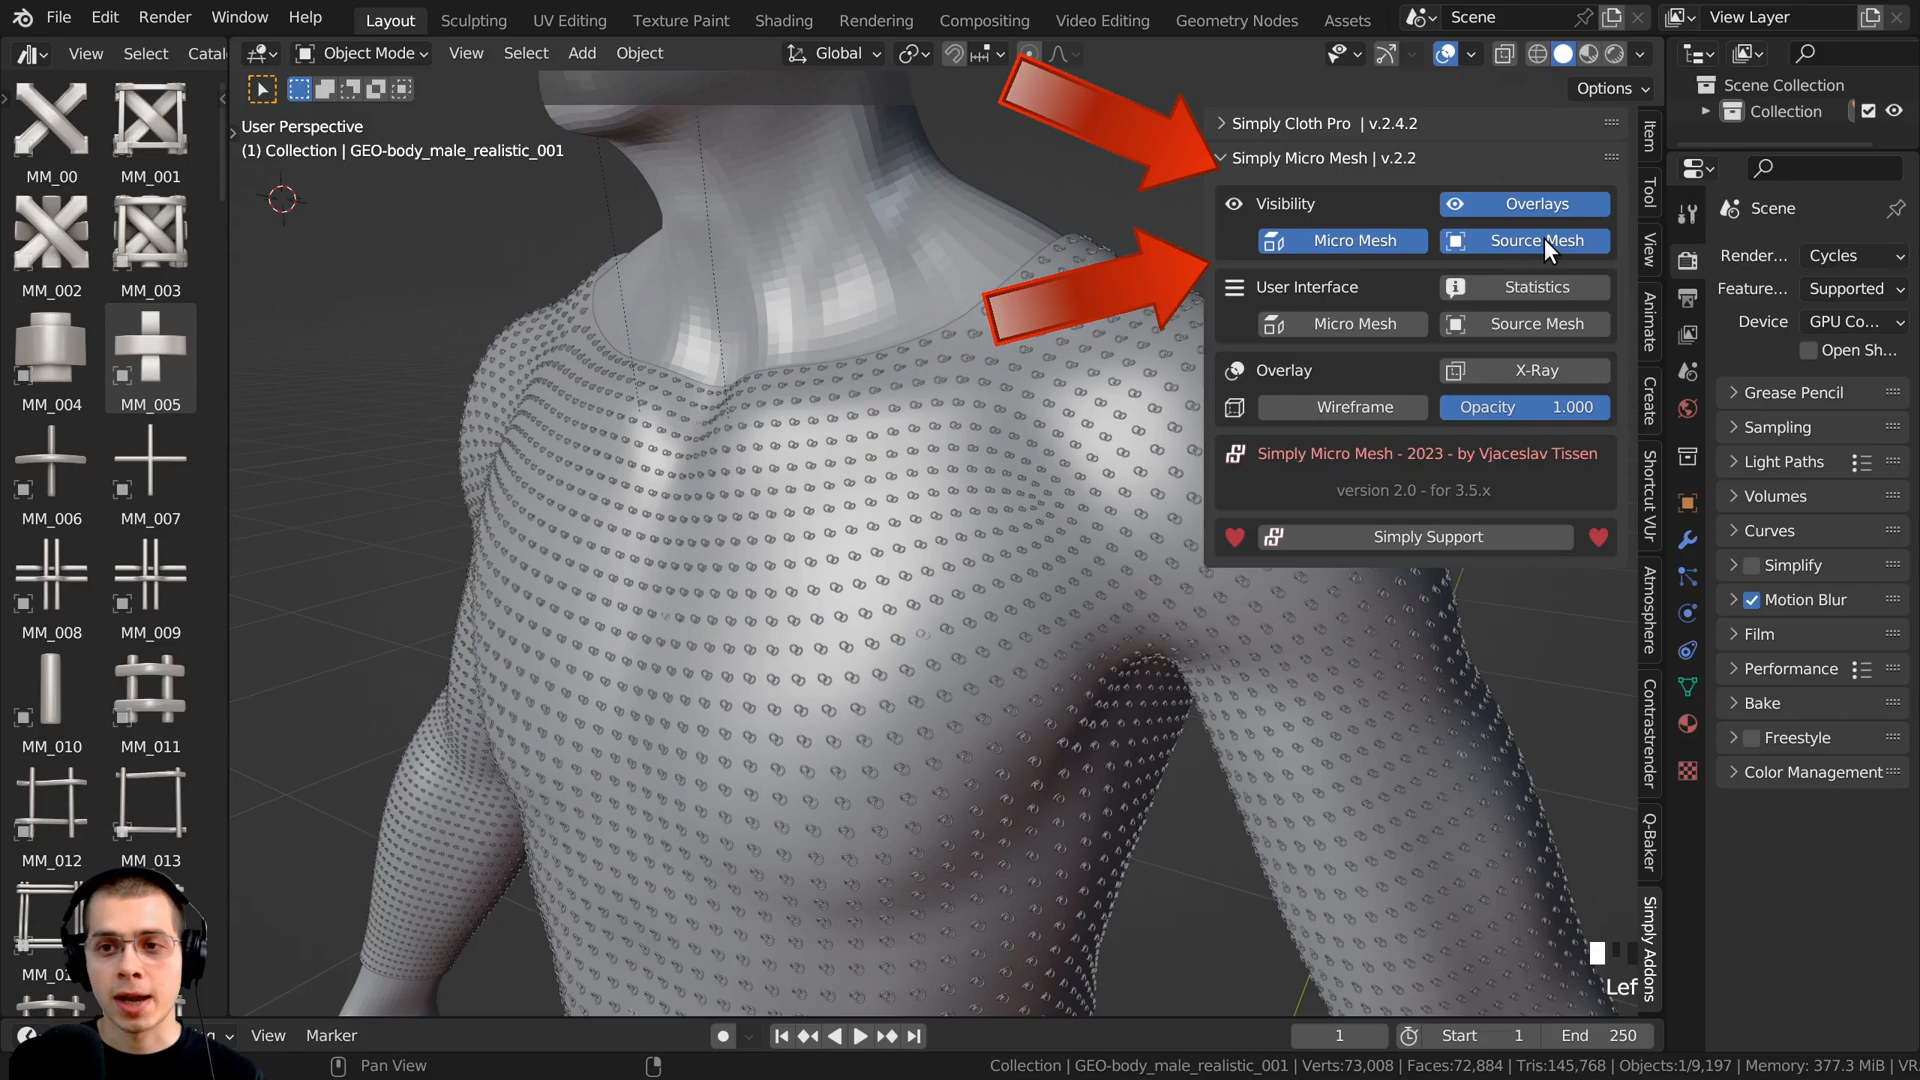 File Edit Render Window Help Layout Sculpting UV Editing Texture Paint Shading Rendering Compositing Video Editing Geometry Nodes Assets Scene View Layer
View Select Catal Object Mode View Select Add Object Global
Options
User Perspective
(1) Collection | GEO-body_male_realistic_001
MM_00 MM_001
MM_002 MM_003
MM_004 MM_005
MM_006 MM_007
MM_008 MM_009
MM_010 MM_011
MM_012 MM_013
Simply Cloth Pro | v.2.4.2
Simply Micro Mesh | v.2.2
Visibility Overlays
Micro Mesh Source Mesh
User Interface Statistics
Micro Mesh Source Mesh
Overlay X-Ray
Wireframe Opacity 1.000
Simply Micro Mesh - 2023 - by Vjaceslav Tissen
version 2.0 - for 3.5.x
Simply Support
Item
Tool
View
Animate
Create
Shortcut VUr
Atmosphere
Contrastrender
Q-Baker
Simply Addons
Scene Collection
Collection
Scene
Render... Cycles
Feature... Supported
Device GPU Co...
Open Sh...
Grease Pencil
Sampling
Light Paths
Volumes
Curves
Simplify
Motion Blur
Film
Performance
Bake
Freestyle
Color Management
Lef
View Marker 1 Start 1 End 250
Pan View Collection | GEO-body_male_realistic_001 | Verts:73,008 | Faces:72,884 | Tris:145,768 | Objects:1/9,197 | Memory: 377.3 MiB | VR